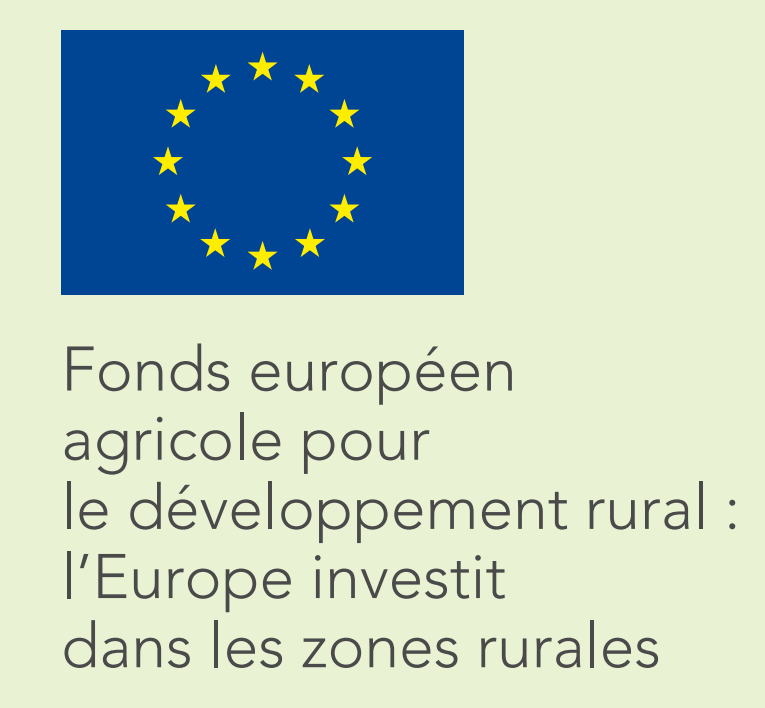 Fonds européen
agricole pour
le développement rural :
l’Europe investit
dans les zones rurales